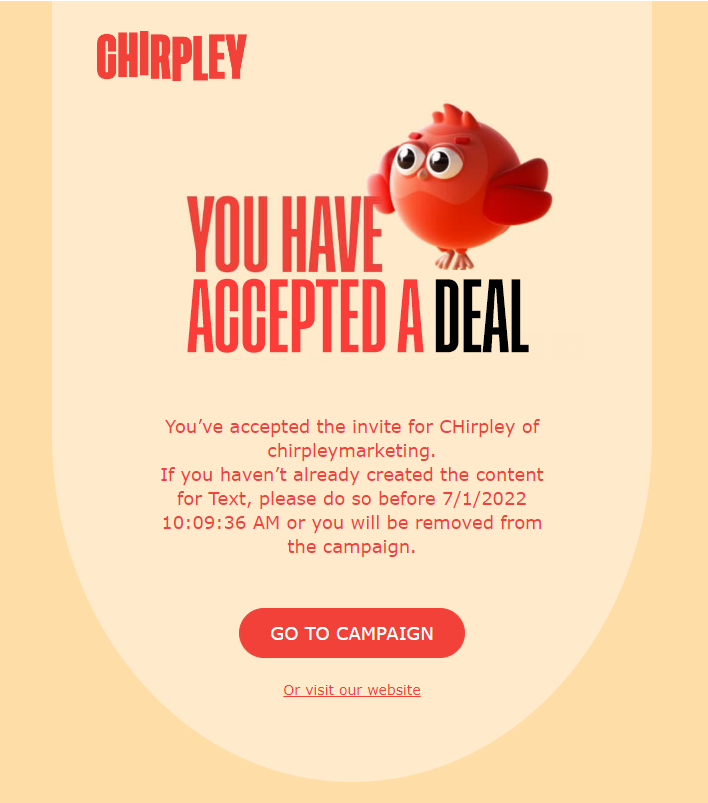 CHIRPLEY
YOU HAVE
ACCEPTED A DEAL
You’ve accepted the invite for CHirpley of
chirpleymarketing.
If you haven’t already created the content
for Text, please do so before 7/1/2022
10:09:36 AM or you will be removed from
the campaign.
GO TO CAMPAIGN
Or visit our website